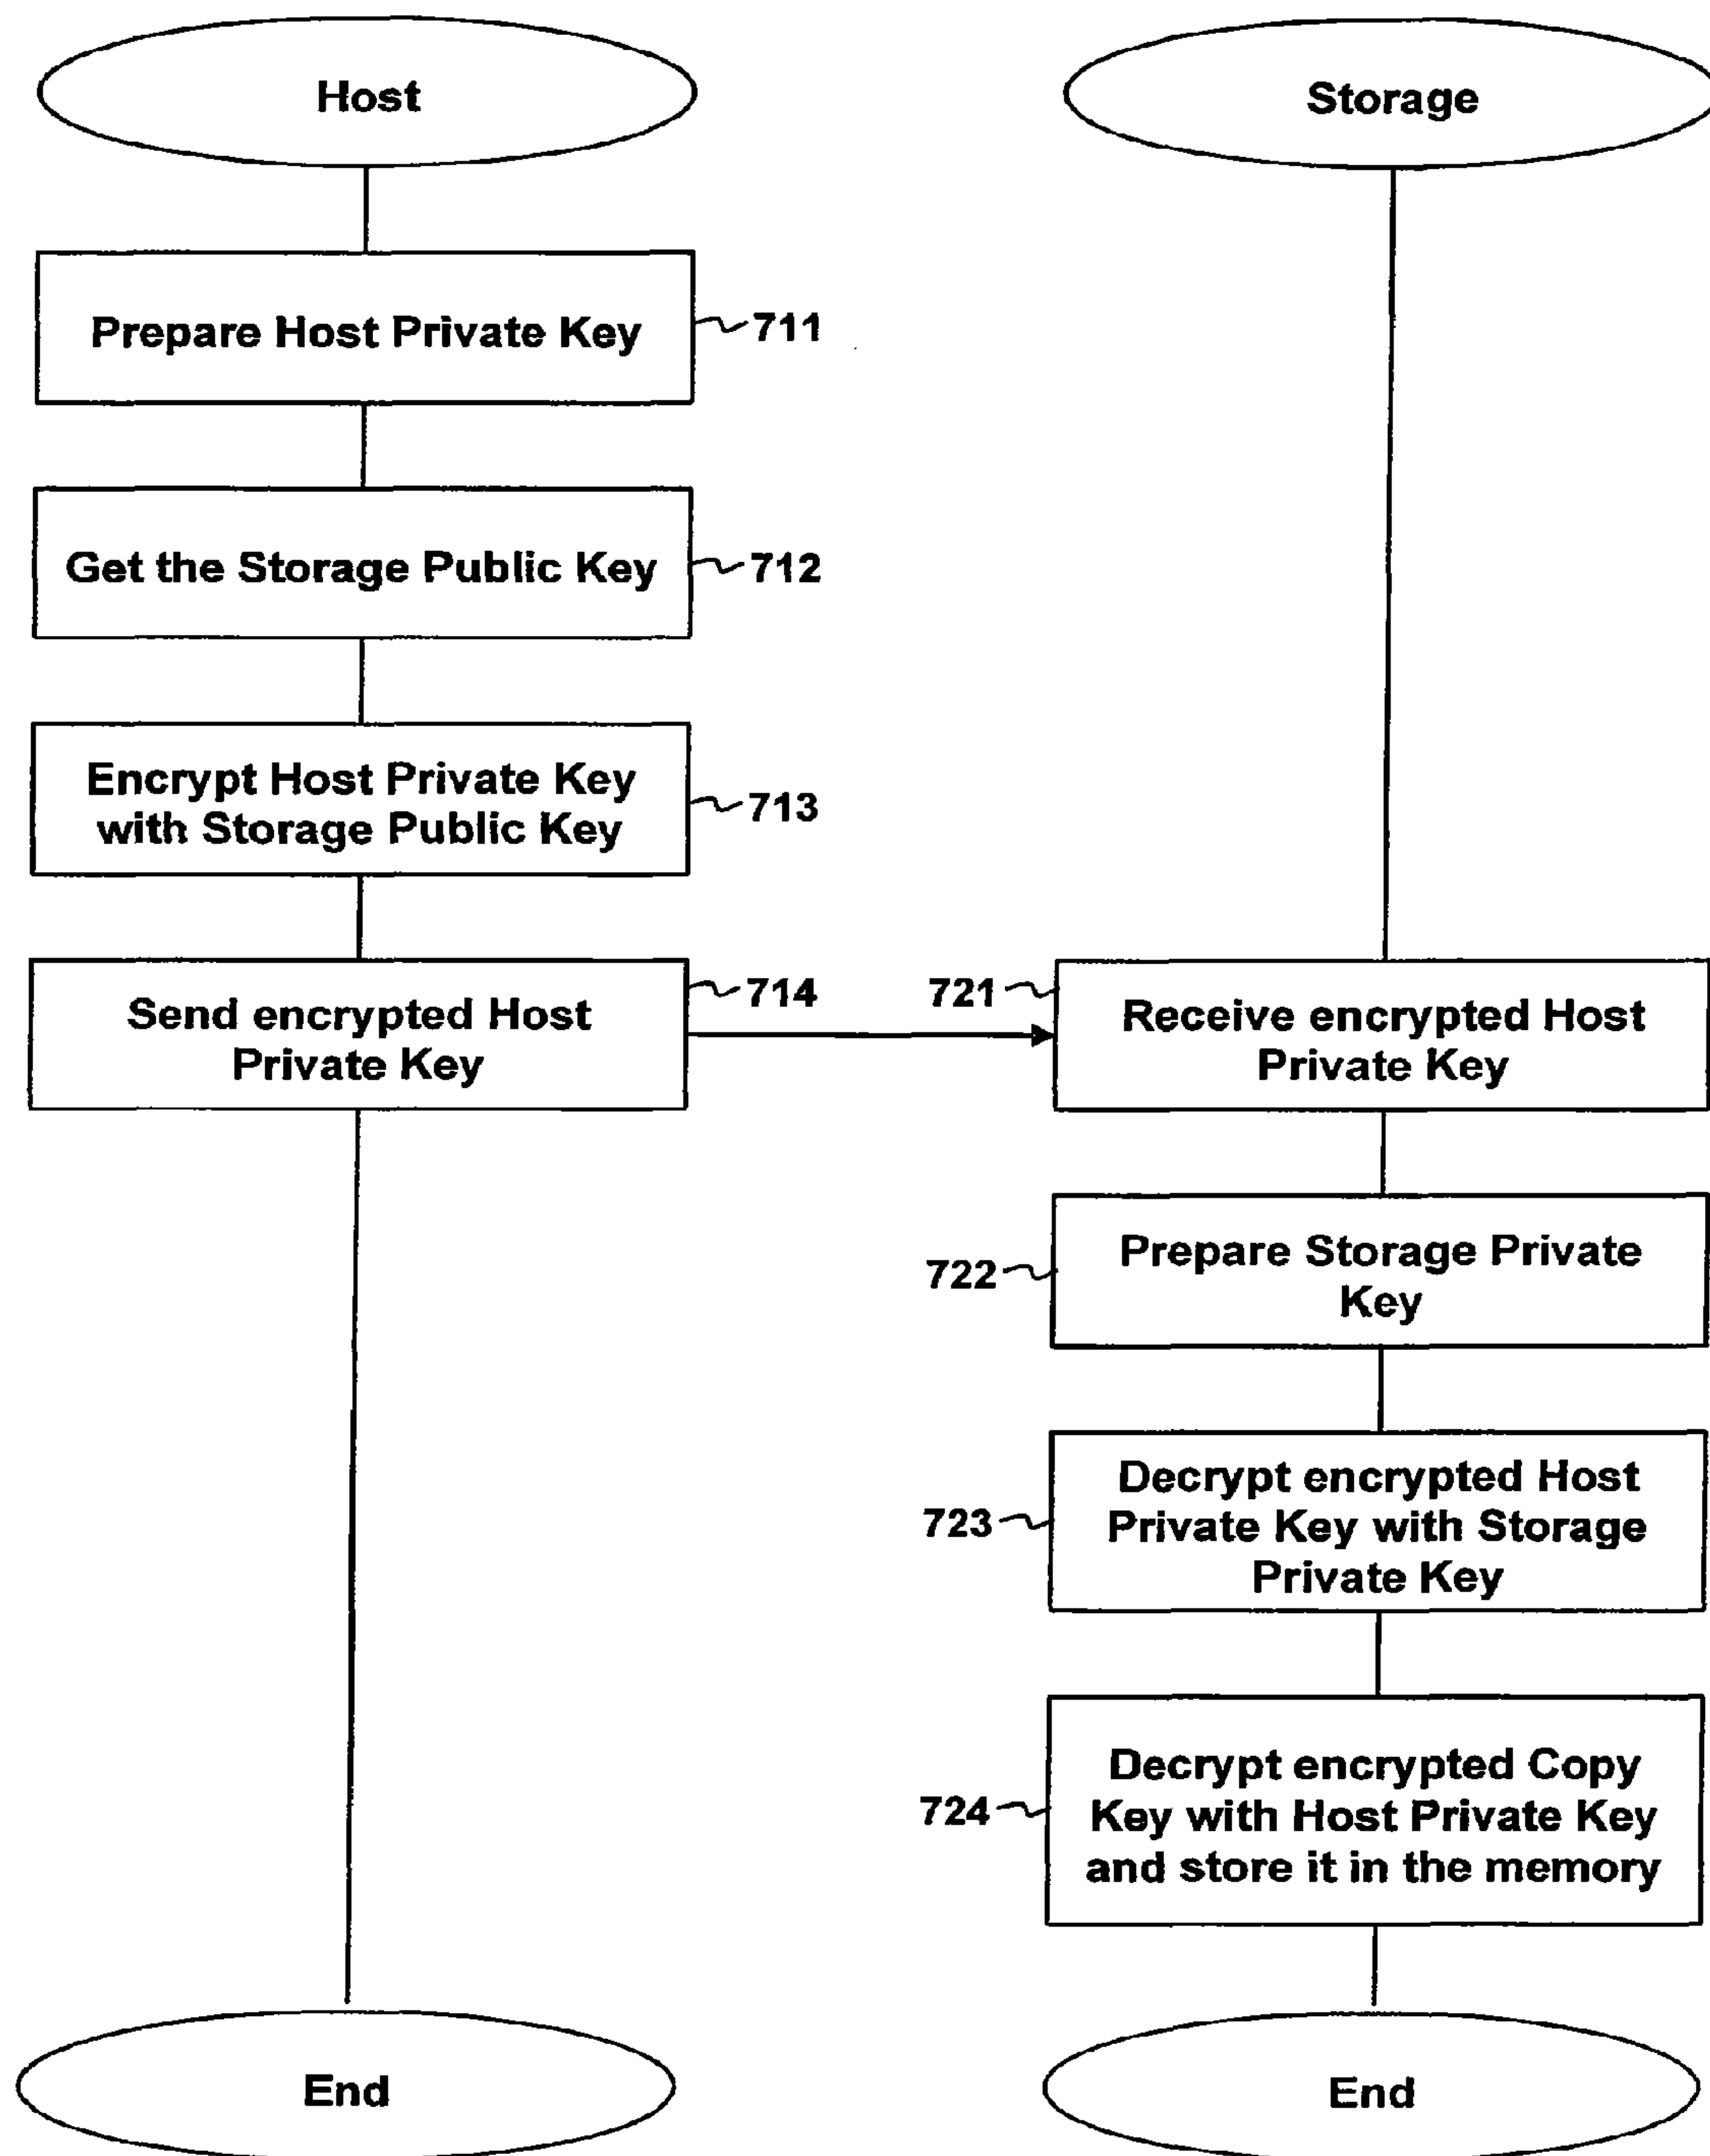 Host
Storage
Prepare Host Private Key
711
Get the Storage Public Key
712
Encrypt Host Private Key
with Storage Public Key
713
Send encrypted Host
Private Key
714
721
Receive encrypted Host
Private Key
722
Prepare Storage Private
Key
723
Decrypt encrypted Host
Private Key with Storage
Private Key
724
Decrypt encrypted Copy
Key with Host Private Key
and store it in the memory
End
End